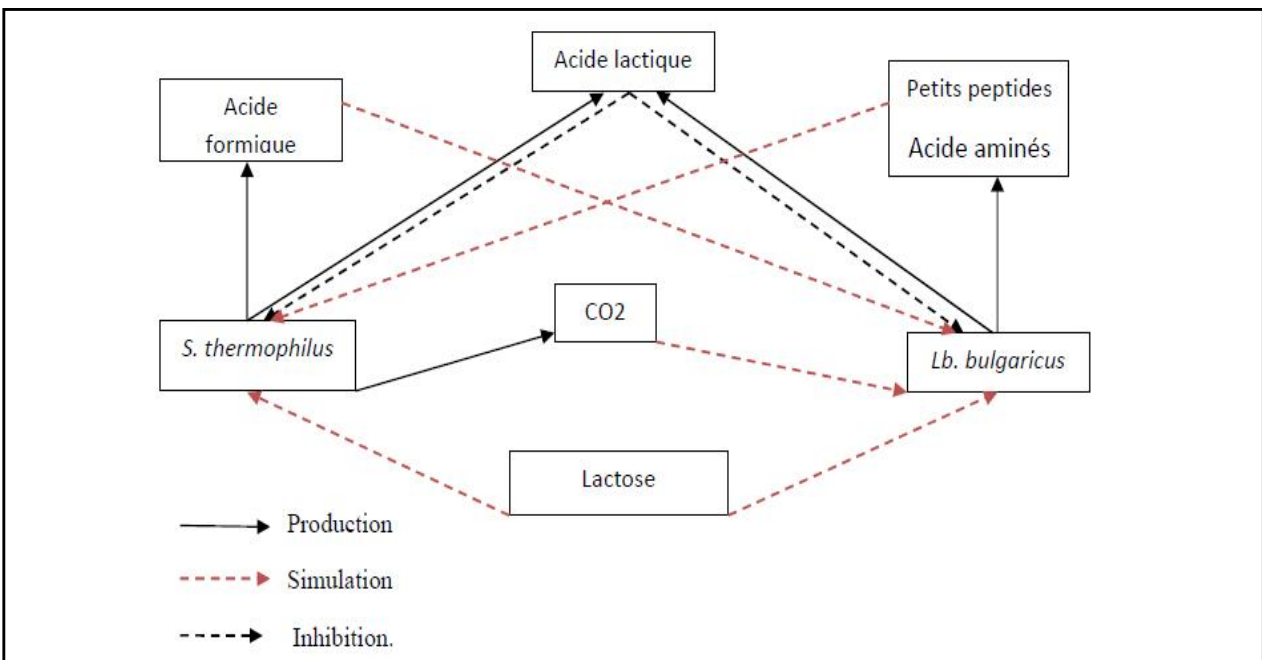 Acide lactique
Acide
formique
Petits peptides
Acide aminés
CO2
S. thermophilus
Lb. bulgaricus
Lactose
Production
Simulation
Inhibition.